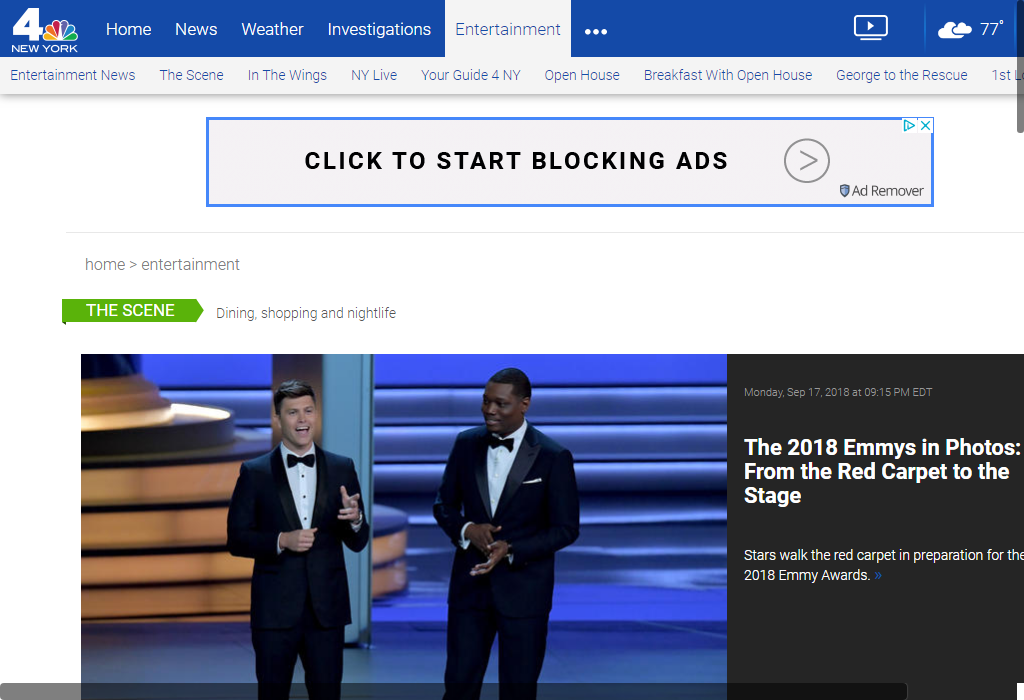 4
NEW YORK
Home News Weather Investigations Entertainment ••• 77°
Entertainment News The Scene In The Wings NY Live Your Guide 4 NY Open House Breakfast With Open House George to the Rescue 1st
CLICK TO START BLOCKING ADS
Ad Remover
home > entertainment
THE SCENE Dining, shopping and nightlife
Monday, Sep 17, 2018 at 09:15 PM EDT
The 2018 Emmys in Photos:
From the Red Carpet to the
Stage
Stars walk the red carpet in preparation for the
2018 Emmy Awards. »